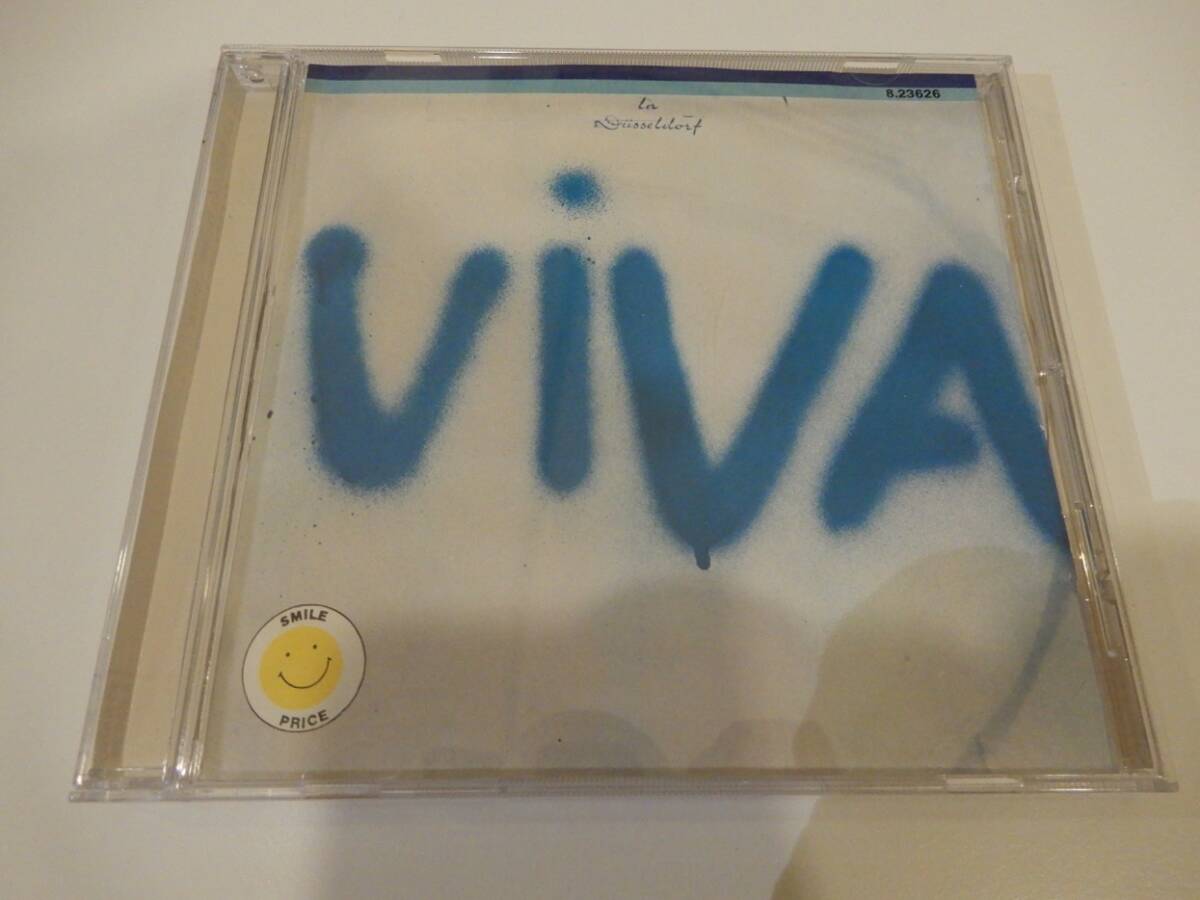 8.23626
la
Düsseldorf
viVA
SMILE
PRICE